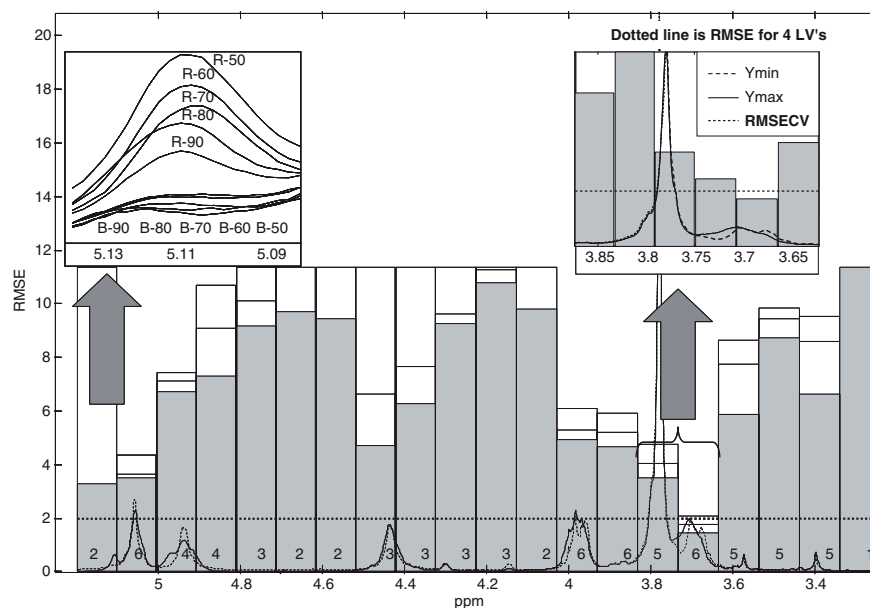 Dotted line is RMSE for 4 LV's
20
18
16
14
12
10
8
6
4
2
0
RMSE
R-50
R-60
R-70
R-80
R-90
B-90 B-80 B-70 B-60 B-50
5.13 5.11 5.09
Ymin
Ymax
RMSECV
3.85 3.8 3.75 3.7 3.65
2 6 4 4 3 2 2 3 3 3 3 2 6 6 5 6 5 5 5 1
5 4.8 4.6 4.4 4.2 4 3.8 3.6 3.4
ppm